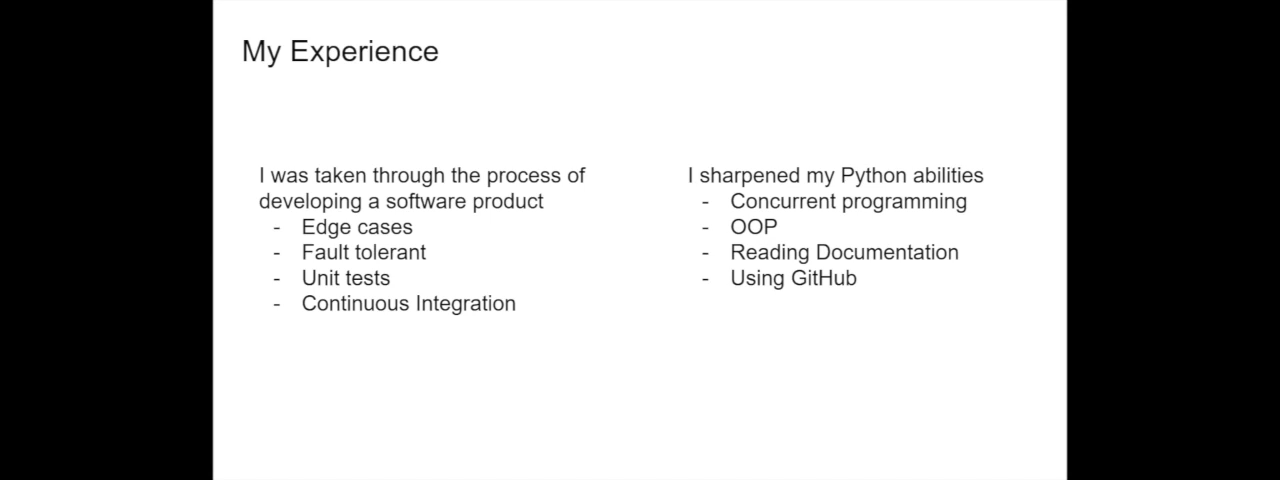 My Experience
I was taken through the process of
developing a software product
- Edge cases
- Fault tolerant
- Unit tests
- Continuous Integration
I sharpened my Python abilities
- Concurrent programming
- OOP
- Reading Documentation
- Using GitHub